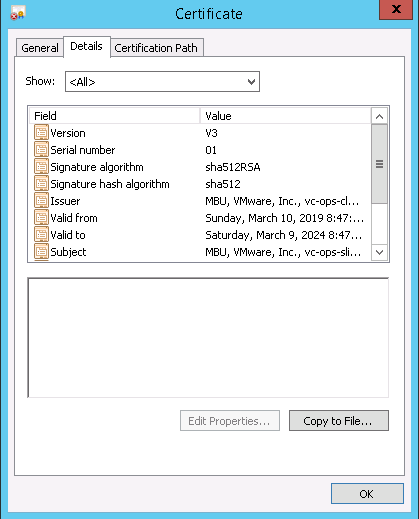 Certificate
x
General Details Certification Path
Show: <All>
Field Value
Version V3
Serial number 01
Signature algorithm sha512RSA
Signature hash algorithm sha512
Issuer MBU, VMware, Inc., vc-ops-cl...
Valid from Sunday, March 10, 2019 8:47:...
Valid to Saturday, March 9, 2024 8:47...
Subject MBU, VMware, Inc., vc-ops-sli...
Edit Properties... Copy to File...
OK